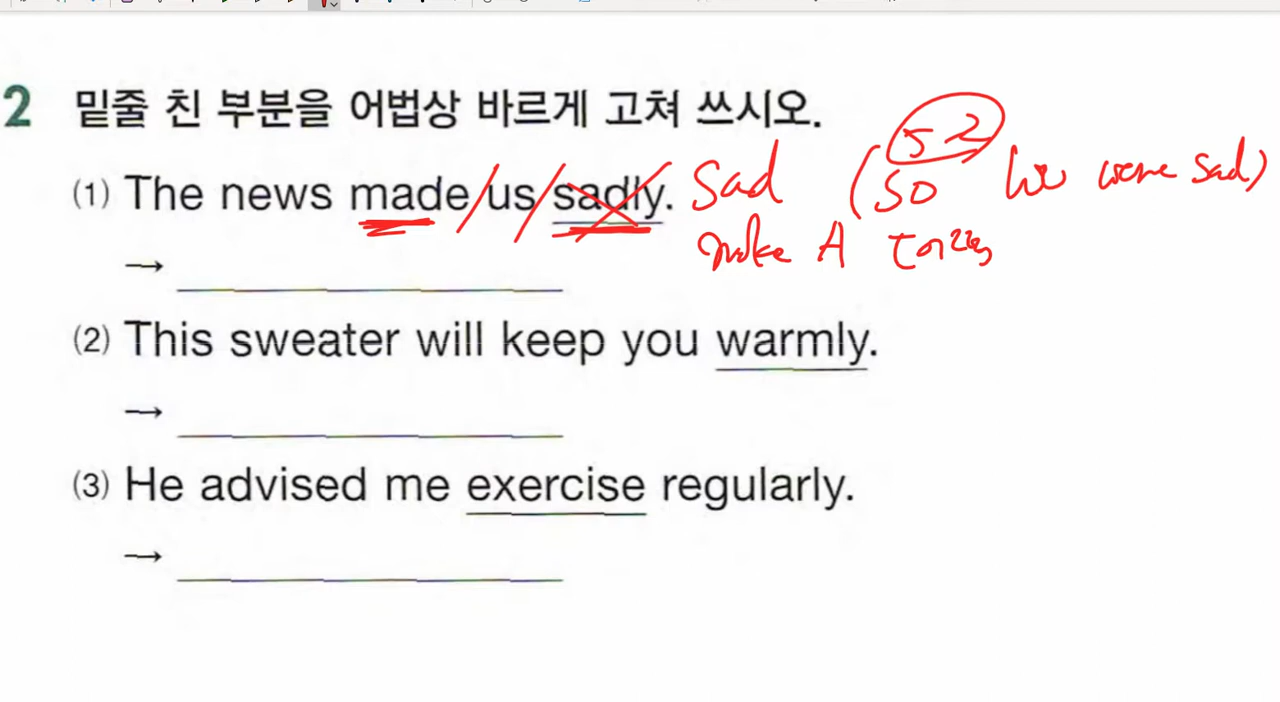 2 밑줄 친 부분을 어법상 바르게 고쳐 쓰시오.
52
(1) The news made/us/sadly. Sad (SO we were sad)
make A
→
(2) This sweater will keep you warmly.
→
(3) He advised me exercise regularly.
→